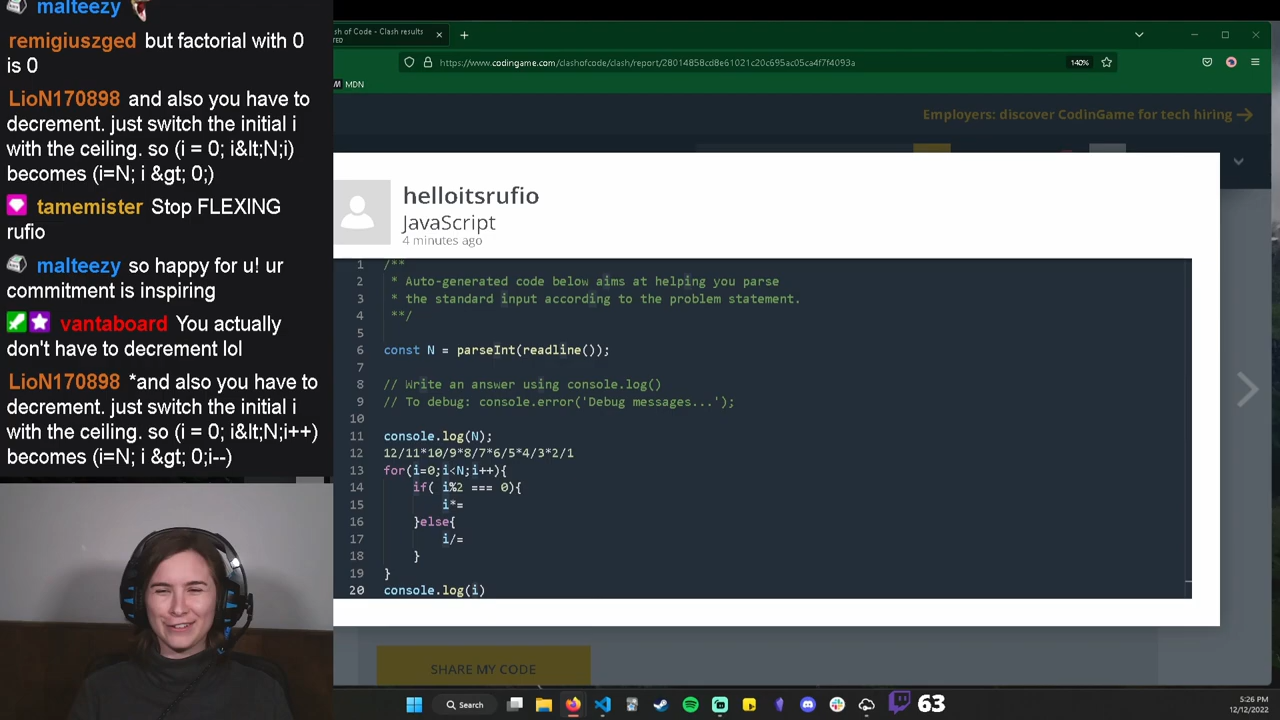 malteezy
remigiuszged but factorial with 0
is 0
LioN170898 and also you have to
decrement. just switch the initial i
with the ceiling. so (i = 0; i&lt;N;i)
becomes (i=N; i &gt; 0;)
tamemister Stop FLEXING
rufio
malteezy so happy for u! ur
commitment is inspiring
vantaboard You actually
don't have to decrement lol
LioN170898 *and also you have to
decrement. just switch the initial i
with the ceiling. so (i = 0; i&lt;N;i++)
becomes (i=N; i &gt; 0;i--)
sh of Code - Clash results
https://www.codingame.com/clashofcode/clash/report/28014858cd8e61021c20c695ac05ca4f7f4093a
140%
MDN
Employers: discover CodinGame for tech hiring
helloitsrufio
JavaScript
4 minutes ago
1 /**
2 * Auto-generated code below aims at helping you parse
3 * the standard input according to the problem statement.
4 **/
5
6 const N = parseInt(readline());
7
8 // Write an answer using console.log()
9 // To debug: console.error('Debug messages...');
10
11 console.log(N);
12 12/11*10/9*8/7*6/5*4/3*2/1
13 for(i=0;i<N;i++){
14 if( i%2 === 0){
15 i*=
16 }else{
17 i/=
18 }
19 }
20 console.log(i)
SHARE MY CODE
Search
63
5:26 PM
12/12/2022